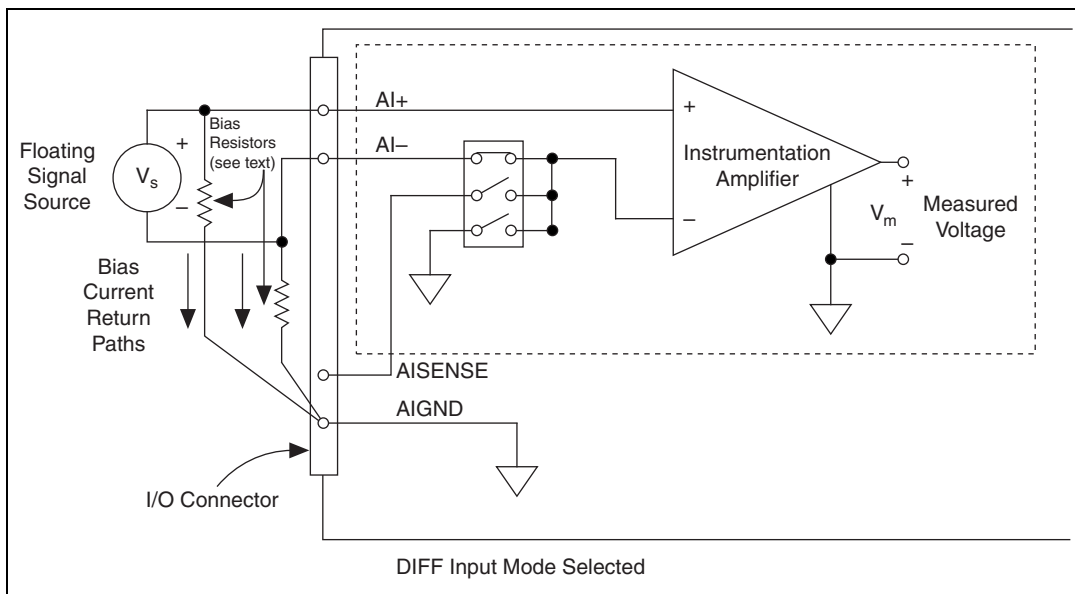 AI+
Bias
Resistors
(see text)
AI–
Floating
Signal
Source
+
V_s
–
+
Instrumentation
Amplifier
–
+
V_m
Measured
Voltage
–
Bias
Current
Return
Paths
AISENSE
AIGND
I/O Connector
DIFF Input Mode Selected